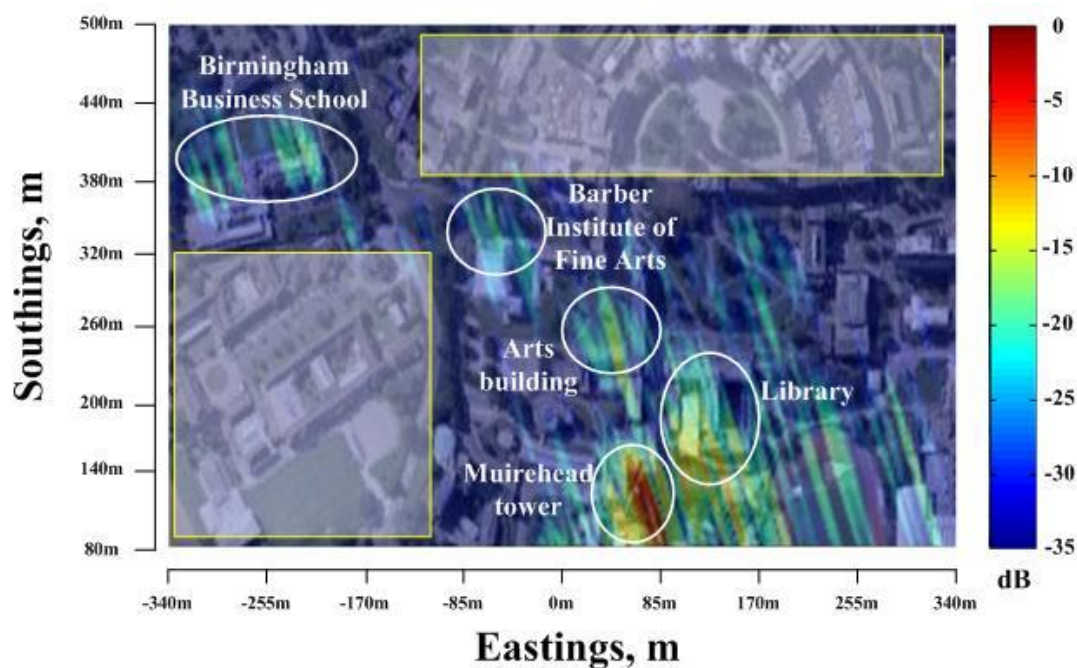 500m
440m
380m
320m
260m
200m
140m
80m
Southings, m
Birmingham
Business School
Barber
Institute of
Fine Arts
Arts
building
Library
Muirehead
tower
0
-5
-10
-15
-20
-25
-30
-35
dB
-340m
-255m
-170m
-85m
0m
85m
170m
255m
340m
Eastings, m